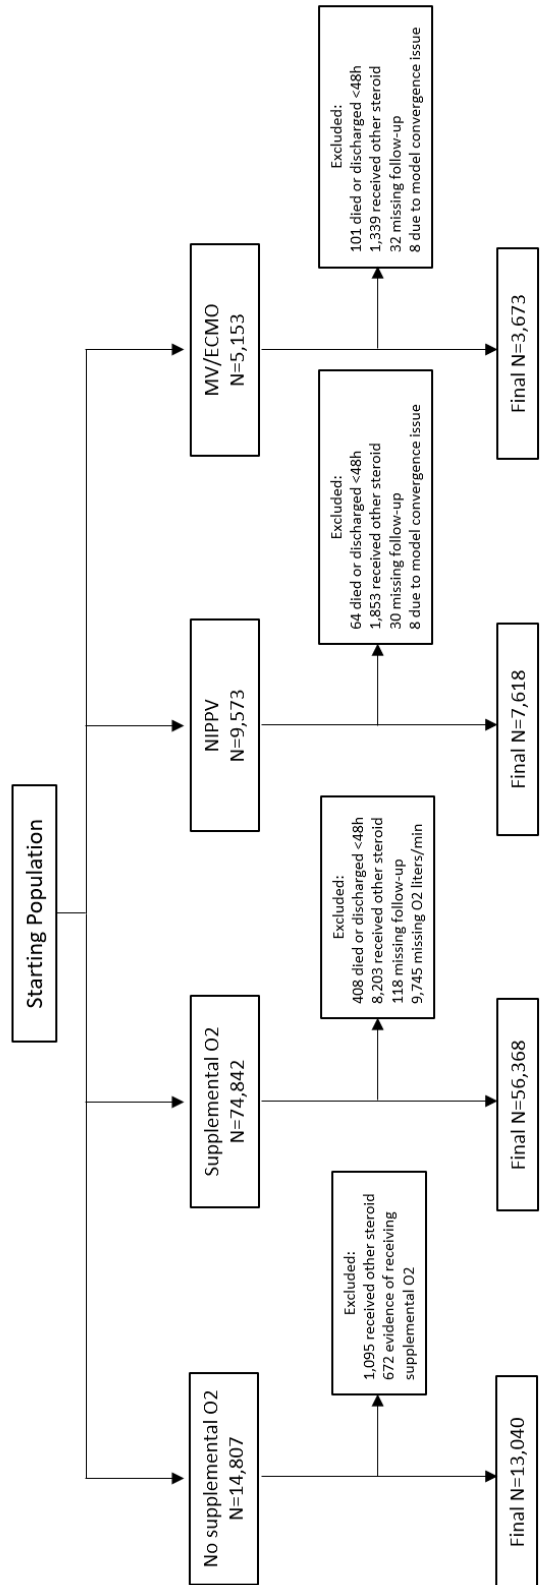 Starting Population
No supplemental O2
N=14,807
Supplemental O2
N=74,842
NIPPV
N=9,573
MV/ECMO
N=5,153
Excluded:
1,095 received other steroid
672 evidence of receiving
supplemental O2
Excluded:
408 died or discharged <48h
8,203 received other steroid
118 missing follow-up
9,745 missing O2 liters/min
Excluded:
64 died or discharged <48h
1,853 received other steroid
30 missing follow-up
8 due to model convergence issue
Excluded:
101 died or discharged <48h
1,339 received other steroid
32 missing follow-up
8 due to model convergence issue
Final N=13,040
Final N=56,368
Final N=7,618
Final N=3,673